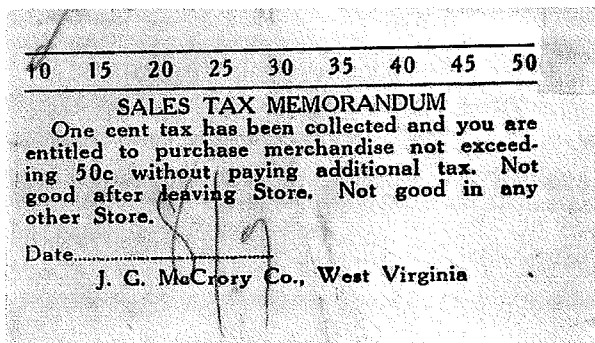 10 15 20 25 30 35 40 45 50
SALES TAX MEMORANDUM
One cent tax has been collected and you are
entitled to purchase merchandise not exceed-
ing 50c without paying additional tax. Not
good after leaving Store. Not good in any
other Store.
Date..............................
J. G. McCrory Co., West Virginia